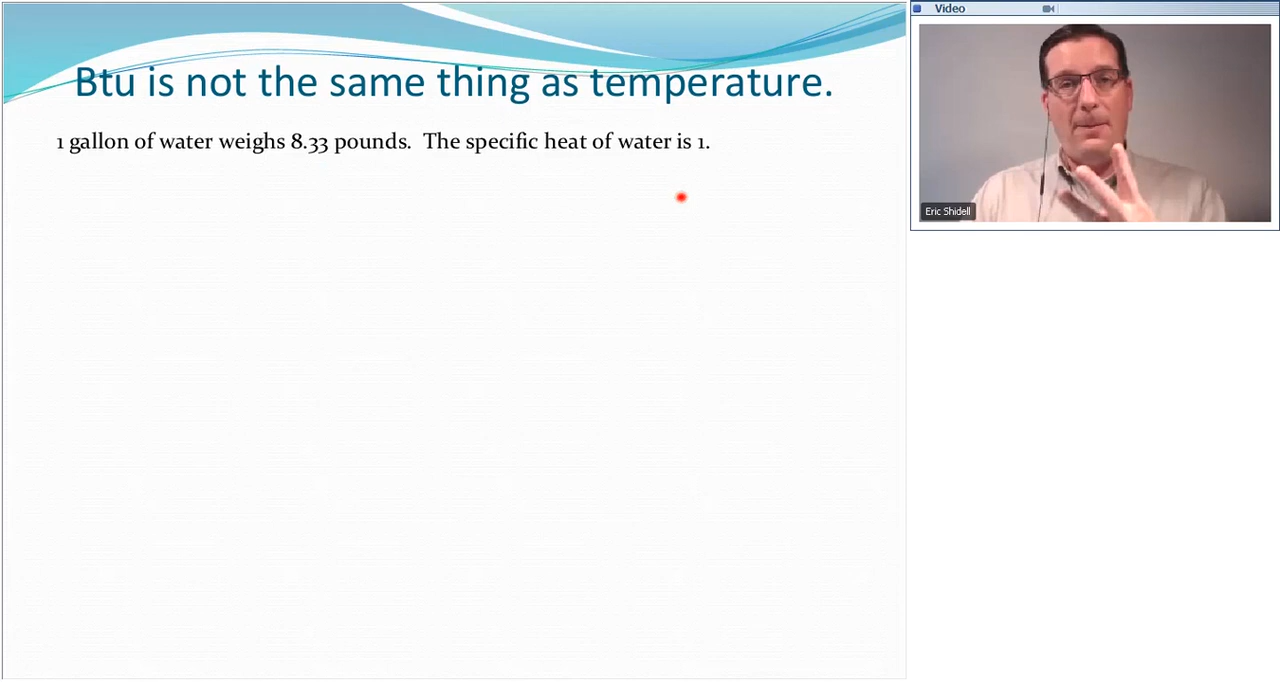 Btu is not the same thing as temperature.
1 gallon of water weighs 8.33 pounds.  The specific heat of water is 1.
Video
Eric Shidell